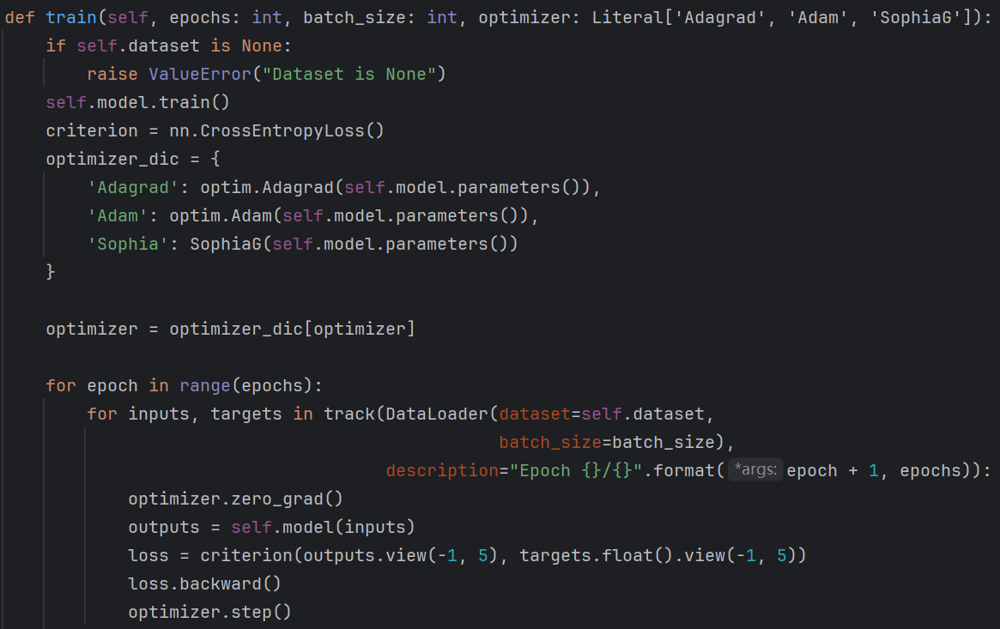 def train(self, epochs: int, batch_size: int, optimizer: Literal['Adagrad', 'Adam', 'SophiaG']):
    if self.dataset is None:
        raise ValueError("Dataset is None")
    self.model.train()
    criterion = nn.CrossEntropyLoss()
    optimizer_dic = {
        'Adagrad': optim.Adagrad(self.model.parameters()),
        'Adam': optim.Adam(self.model.parameters()),
        'Sophia': SophiaG(self.model.parameters())
    }

    optimizer = optimizer_dic[optimizer]

    for epoch in range(epochs):
        for inputs, targets in track(DataLoader(dataset=self.dataset,
                                                batch_size=batch_size),
                                     description="Epoch {}/{}".format( *args: epoch + 1, epochs)):
            optimizer.zero_grad()
            outputs = self.model(inputs)
            loss = criterion(outputs.view(-1, 5), targets.float().view(-1, 5))
            loss.backward()
            optimizer.step()